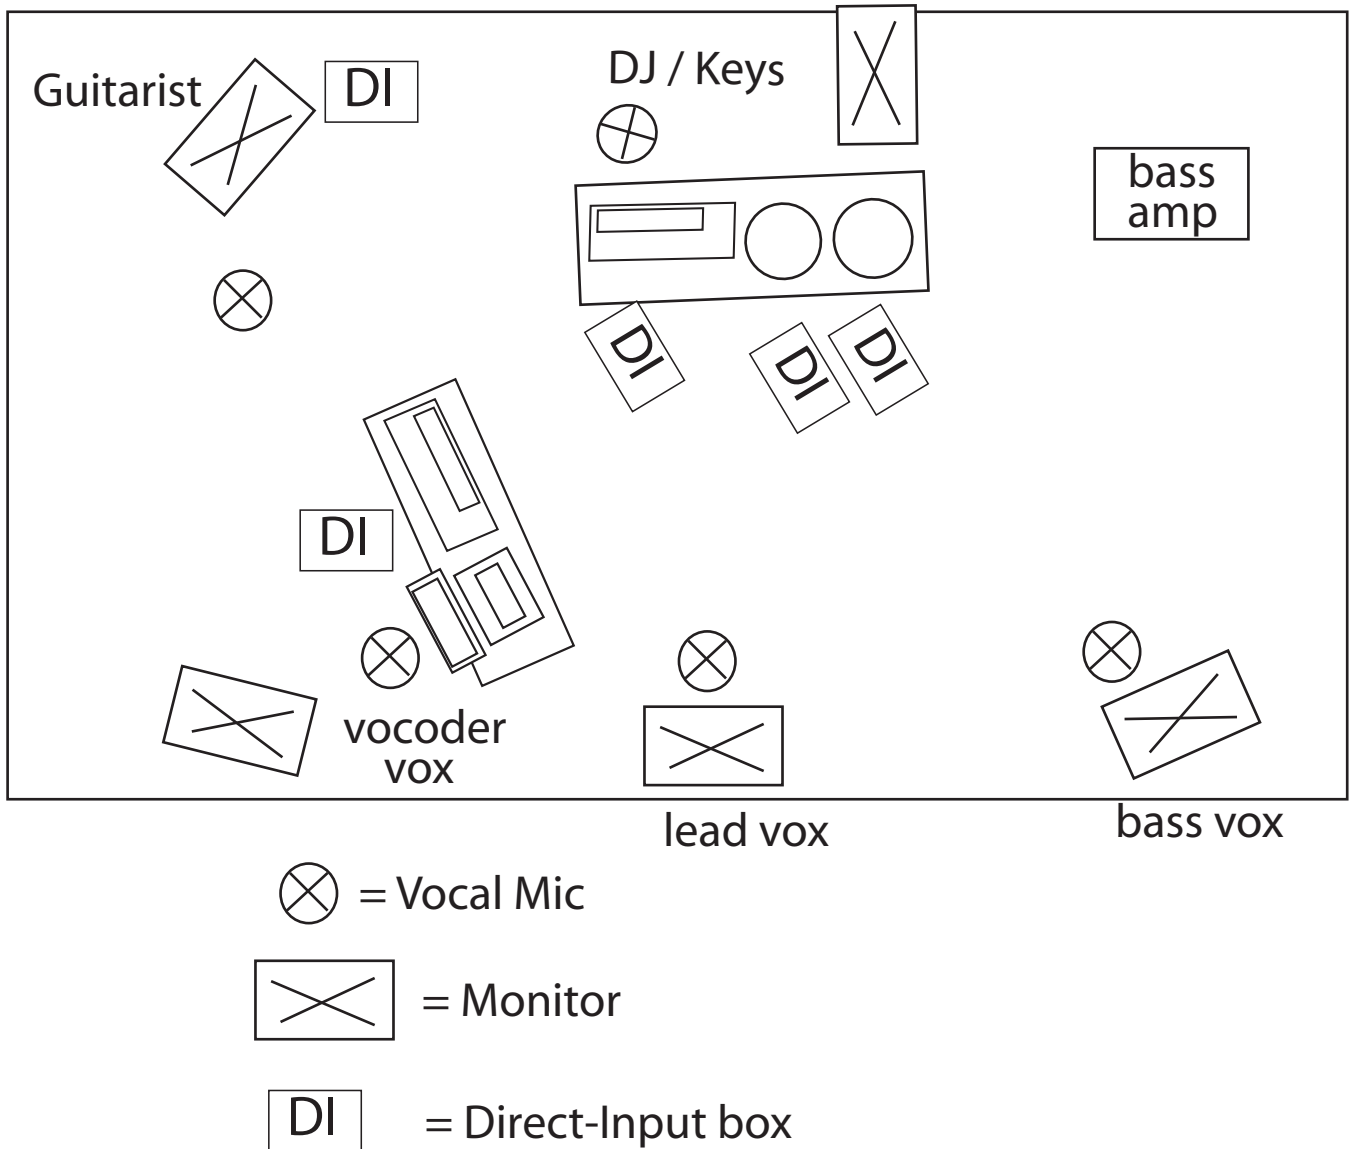 Guitarist
DI
DJ / Keys
bass
amp
DI
DI
DI
DI
vocoder
vox
lead vox
bass vox
= Vocal Mic
= Monitor
DI
= Direct-Input box